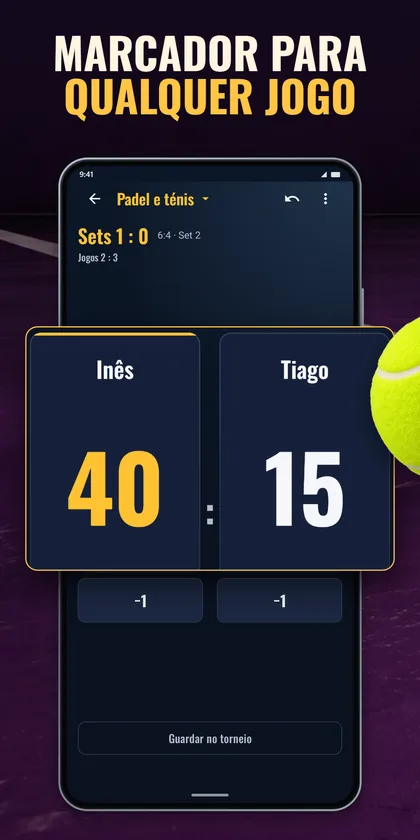 MARCADOR PARA
QUALQUER JOGO
9:41
Padel e ténis
Sets 1 : 0 6:4 · Set 2
Jogos 2 : 3
Inês Tiago
40 : 15
-1 -1
Guardar no torneio